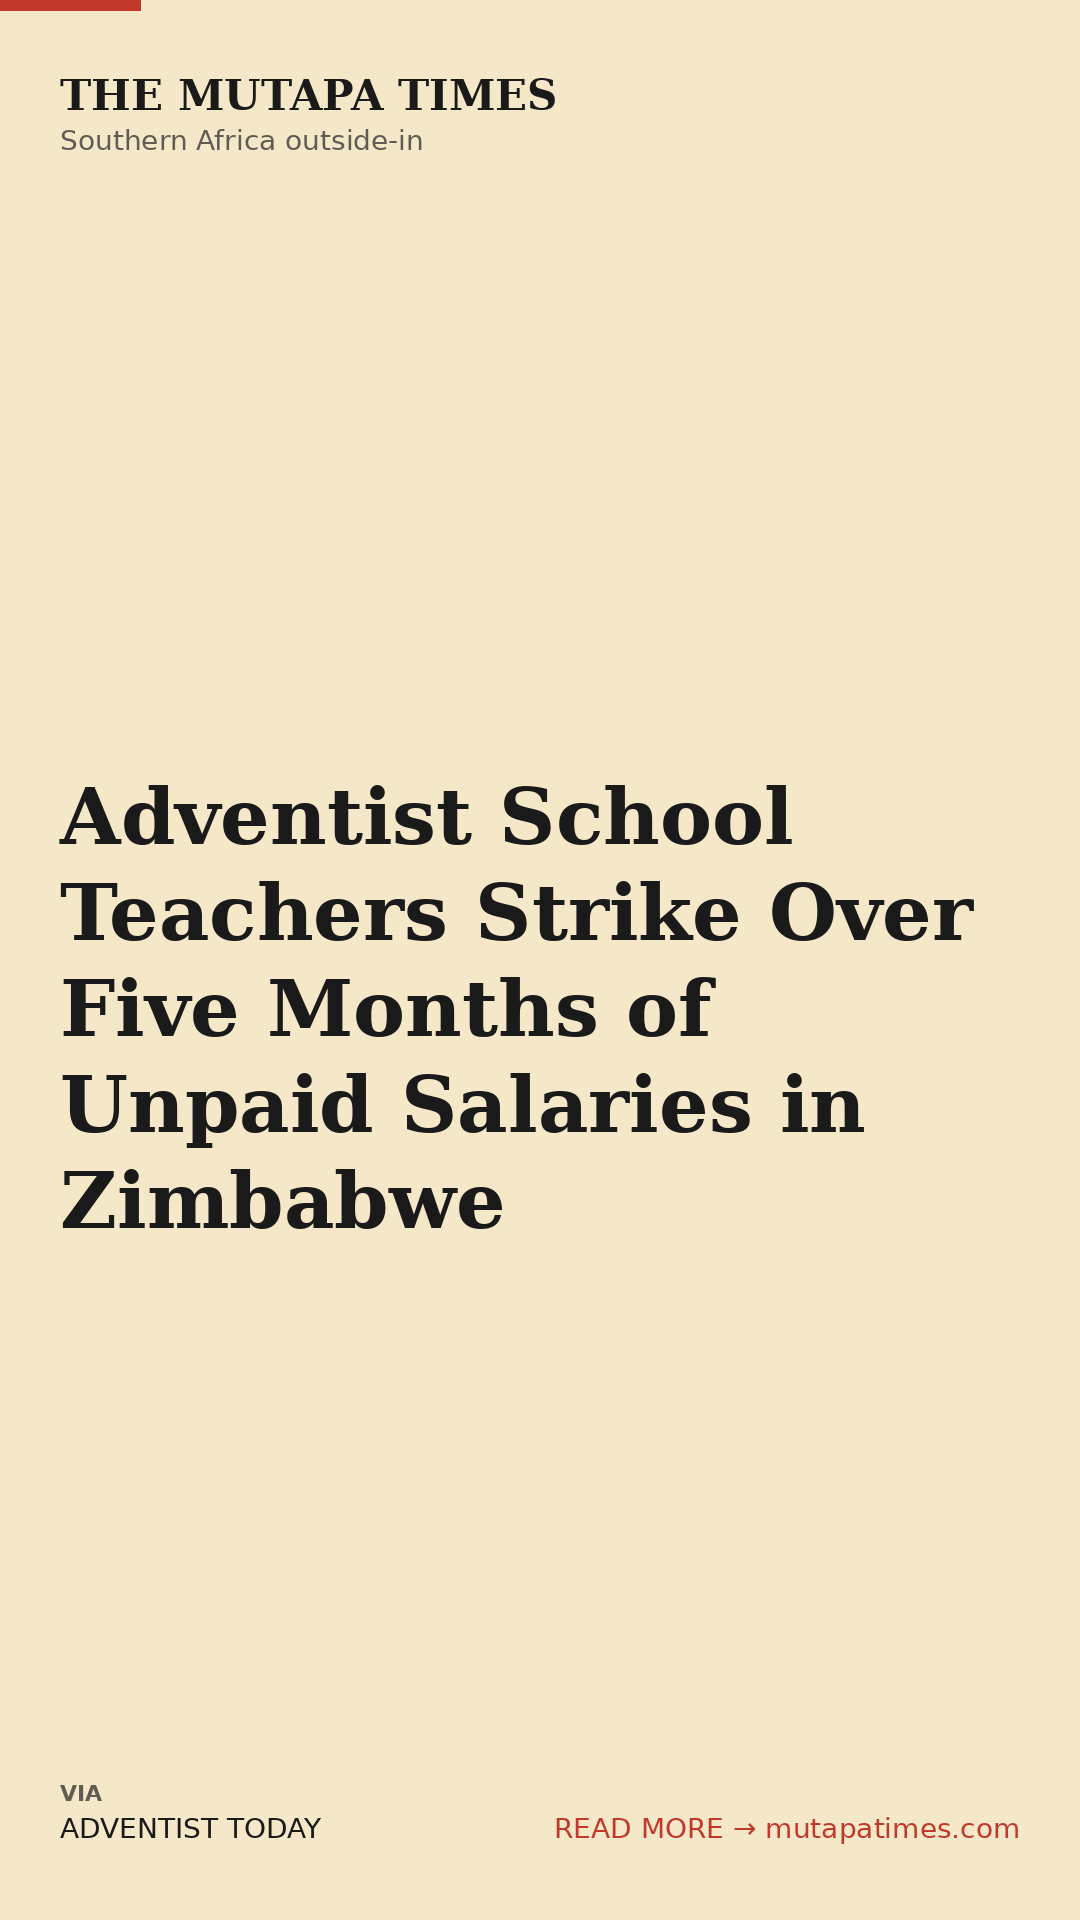 THE MUTAPA TIMES
Southern Africa outside-in
Adventist School
Teachers Strike Over
Five Months of
Unpaid Salaries in
Zimbabwe
VIA
ADVENTIST TODAY
READ MORE → mutapatimes.com